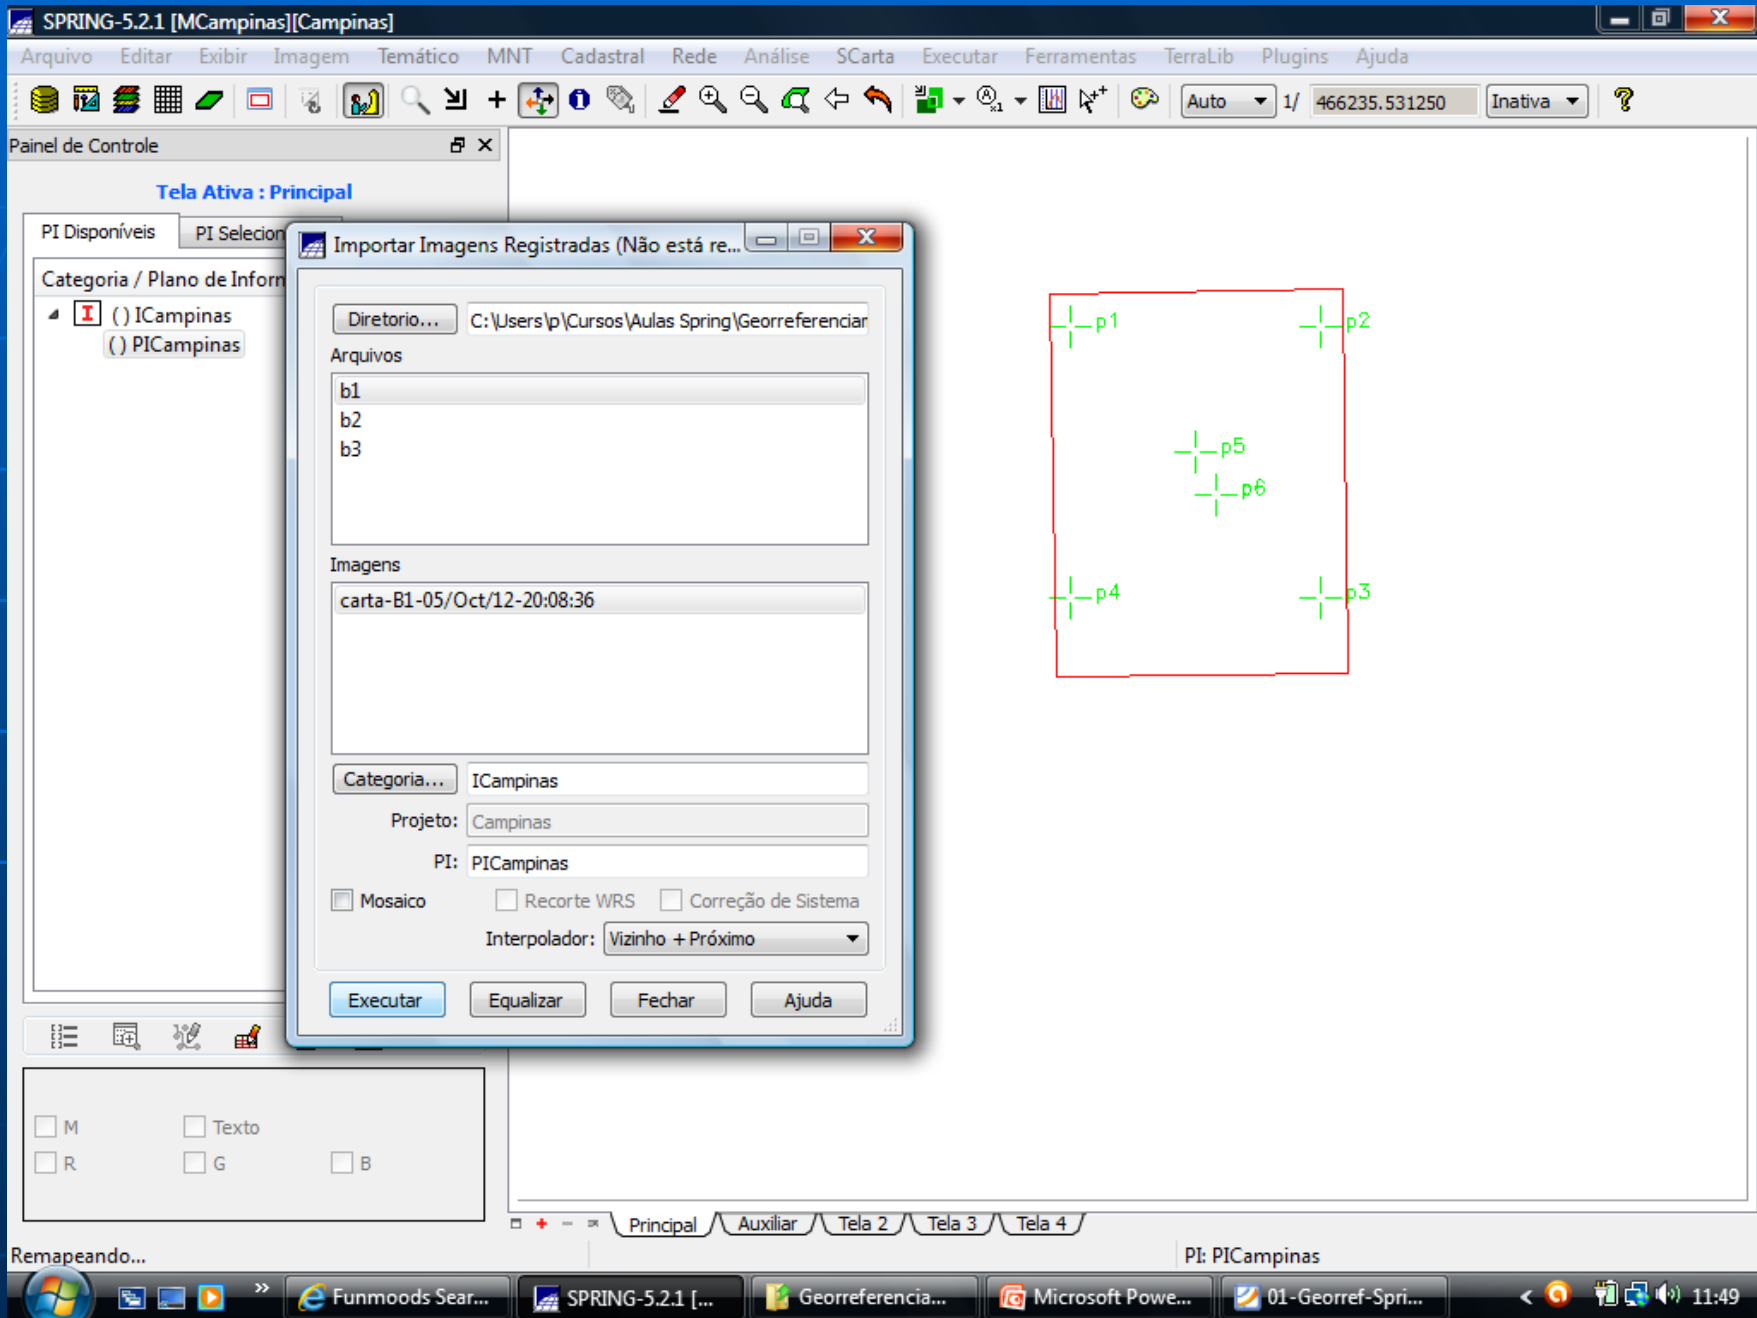 SPRING-5.2.1 [MCampinas][Campinas]
Arquivo Editar Exibir Imagem Temático MNT Cadastral Rede Análise SCarta Executar Ferramentas TerraLib Plugins Ajuda
Auto 1/ 466235.531250 Inativa
Painel de Controle
Tela Ativa : Principal
PI Disponíveis PI Selecion
Categoria / Plano de Inforn
( ) ICampinas
( ) PICampinas
Importar Imagens Registradas (Não está re...
Diretorio... C:\Users\p\Cursos\Aulas Spring\Georreferenciar
Arquivos
b1
b2
b3
Imagens
carta-B1-05/Oct/12-20:08:36
Categoria... ICampinas
Projeto: Campinas
PI: PICampinas
Mosaico Recorte WRS Correção de Sistema
Interpolador: Vizinho + Próximo
Executar Equalizar Fechar Ajuda
p1
p2
p5
p6
p4
p3
M Texto
R G B
Principal Auxiliar Tela 2 Tela 3 Tela 4
Remapeando... PI: PICampinas
Funmoods Sear... SPRING-5.2.1 [... Georreferencia... Microsoft Powe... 01-Georref-Spri... 11:49